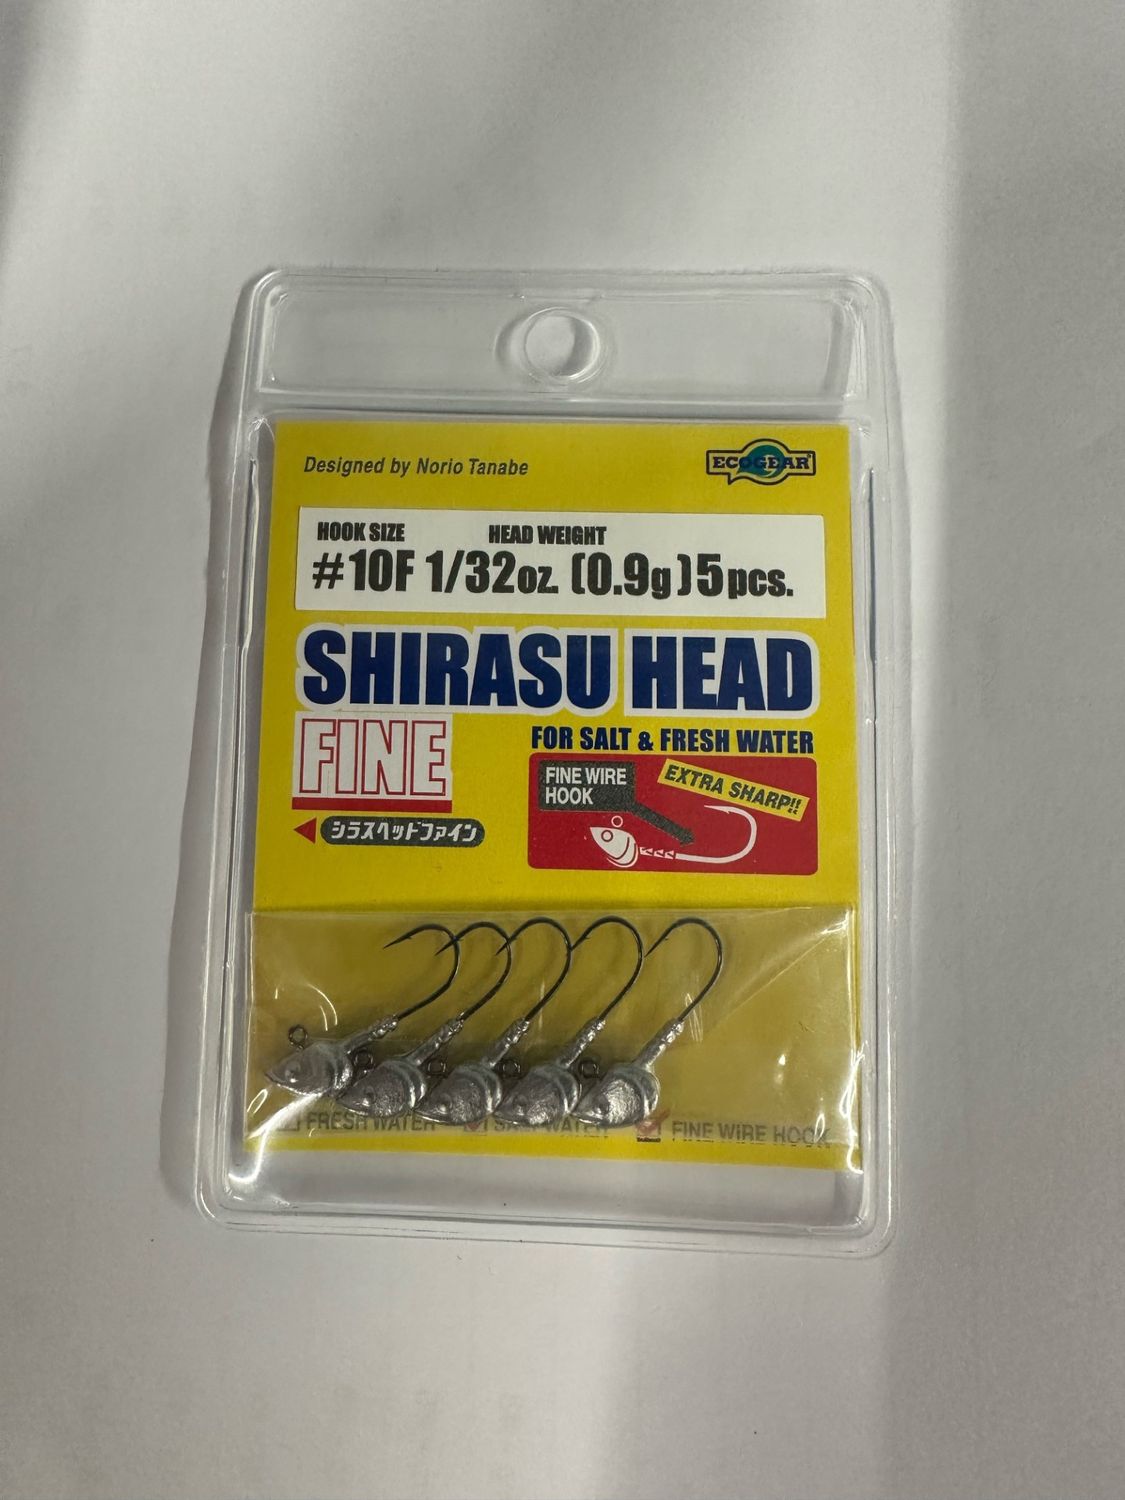 Designed by Norio Tanabe
ECOGEAR
HOOK SIZE HEAD WEIGHT
#10F 1/32oz. (0.9g)5pcs.
SHIRASU HEAD
FINE
FOR SALT & FRESH WATER
FINE WIRE
HOOK
EXTRA SHARP!!
シラスヘッドファイン
FRESH WATER SALT WATER FINE WIRE HOOK